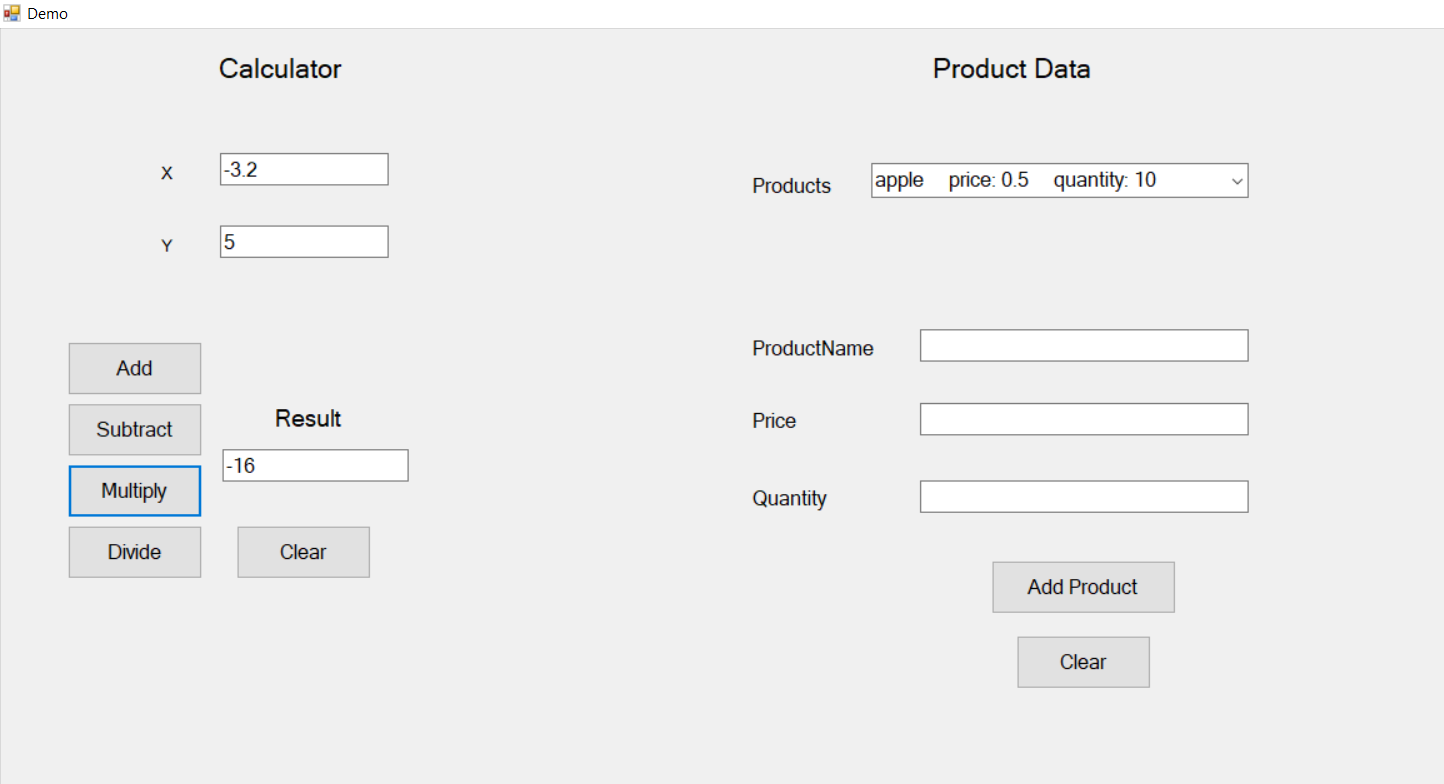 Demo
Calculator
X
-3.2
Y
5
Add
Subtract
Multiply
Divide
Result
-16
Clear
Product Data
Products
apple price: 0.5 quantity: 10
ProductName
Price
Quantity
Add Product
Clear